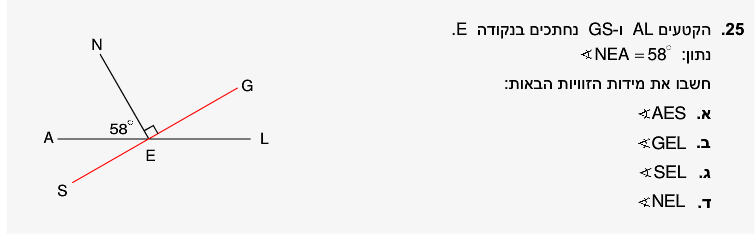 25. הקטעים AL ו-GS נחתכים בנקודה E.
נתון: ∢NEA = 58°
חשבו את מידות הזוויות הבאות:
א. ∢AES
ב. ∢GEL
ג. ∢SEL
ד. ∢NEL
N
G
58°
A
L
E
S